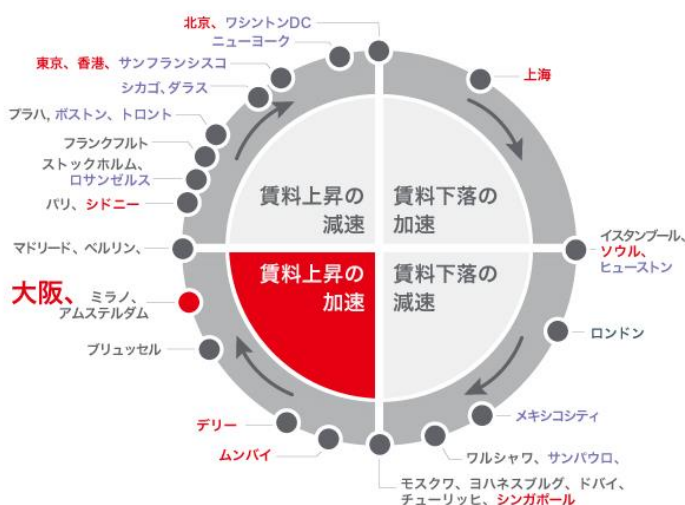 北京、ワシントンDC
ニューヨーク
東京、香港、サンフランシスコ
シカゴ、ダラス
プラハ, ボストン、トロント
フランクフルト
ストックホルム、
ロサンゼルス
パリ、シドニー
マドリード、ベルリン、
大阪、ミラノ、
アムステルダム
ブリュッセル
デリー
ムンバイ
上海
イスタンブール、
ソウル、
ヒューストン
ロンドン
メキシコシティ
ワルシャワ、サンパウロ、
モスクワ、ヨハネスブルグ、ドバイ、
チューリッヒ、シンガポール
賃料上昇の
減速
賃料下落の
加速
賃料上昇の
加速
賃料下落の
減速